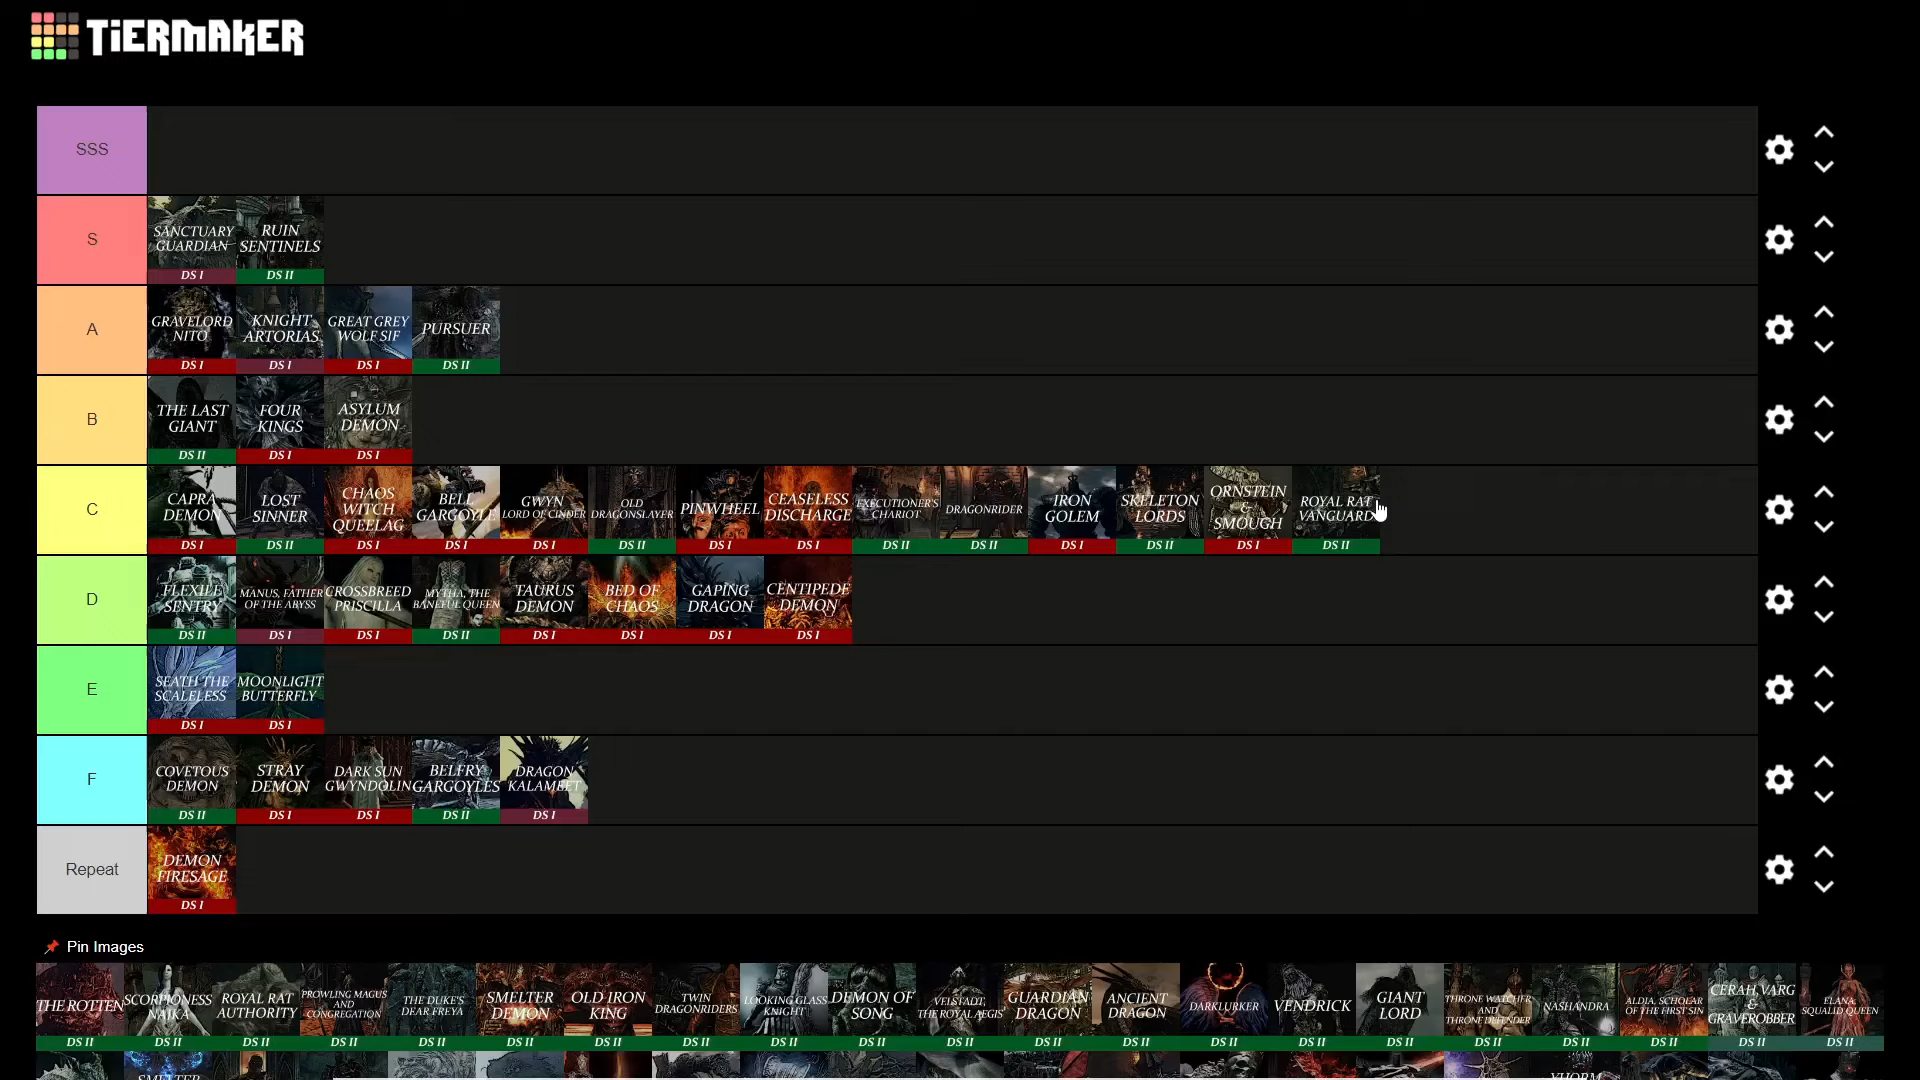 TiERMAKER
SSS
S
SANCTUARY
GUARDIAN
DS I
RUIN
SENTINELS
DS II
A
GRAVELORD
NITO
DS I
KNIGHT
ARTORIAS
DS I
GREAT GREY
WOLF SIF
DS I
PURSUER
DS II
B
THE LAST
GIANT
DS II
FOUR
KINGS
DS I
ASYLUM
DEMON
DS I
C
CAPRA
DEMON
DS I
LOST
SINNER
DS II
CHAOS
WITCH
QUEELAG
DS I
BELL
GARGOYLE
DS I
GWYN
LORD OF CINDER
DS I
OLD
DRAGONSLAYER
DS II
PINWHEEL
DS I
CEASELESS
DISCHARGE
DS I
EXECUTIONER'S
CHARIOT
DS II
DRAGONRIDER
DS II
IRON
GOLEM
DS I
SKELETON
LORDS
DS II
ORNSTEIN
&
SMOUGH
DS I
ROYAL RAT
VANGUARD
DS II
D
FLEXILE
SENTRY
DS II
MANUS, FATHER
OF THE ABYSS
DS I
CROSSBREED
PRISCILLA
DS I
MYTHA, THE
BANEFUL QUEEN
DS II
TAURUS
DEMON
DS I
BED OF
CHAOS
DS I
GAPING
DRAGON
DS I
CENTIPEDE
DEMON
DS I
E
SEATH THE
SCALELESS
DS I
MOONLIGHT
BUTTERFLY
DS I
F
COVETOUS
DEMON
DS II
STRAY
DEMON
DS I
DARK SUN
GWYNDOLIN
DS I
BELFRY
GARGOYLES
DS II
DRAGON
KALAMEET
DS I
Repeat
DEMON
FIRESAGE
DS I
Pin Images
THE ROTTEN
DS II
SCORPIONESS
NAJKA
DS II
ROYAL RAT
AUTHORITY
DS II
PROWLING MAGUS
AND
CONGREGATION
DS II
THE DUKE'S
DEAR FREYA
DS II
SMELTER
DEMON
DS II
OLD IRON
KING
DS II
TWIN
DRAGONRIDERS
DS II
LOOKING GLASS
KNIGHT
DS II
DEMON OF
SONG
DS II
VELSTADT,
THE ROYAL AEGIS
DS II
GUARDIAN
DRAGON
DS II
ANCIENT
DRAGON
DS II
DARKLURKER
DS II
VENDRICK
DS II
GIANT
LORD
DS II
THRONE WATCHER
AND
THRONE DEFENDER
DS II
NASHANDRA
DS II
ALDIA, SCHOLAR
OF THE FIRST SIN
DS II
CERAH, VARG
&
GRAVEROBBER
DS II
ELANA,
SQUALID QUEEN
DS II
SMELTER
YHORM